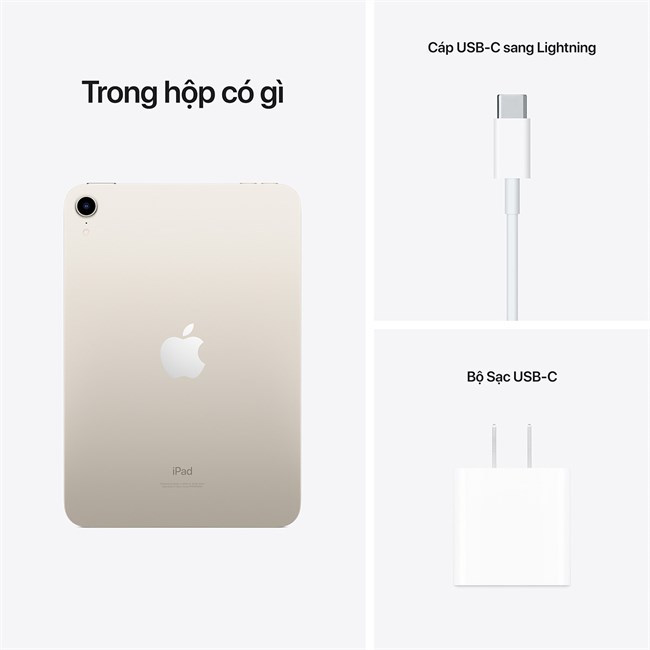 Trong hộp có gì
iPad
Cáp USB-C sang Lightning
Bộ Sạc USB-C